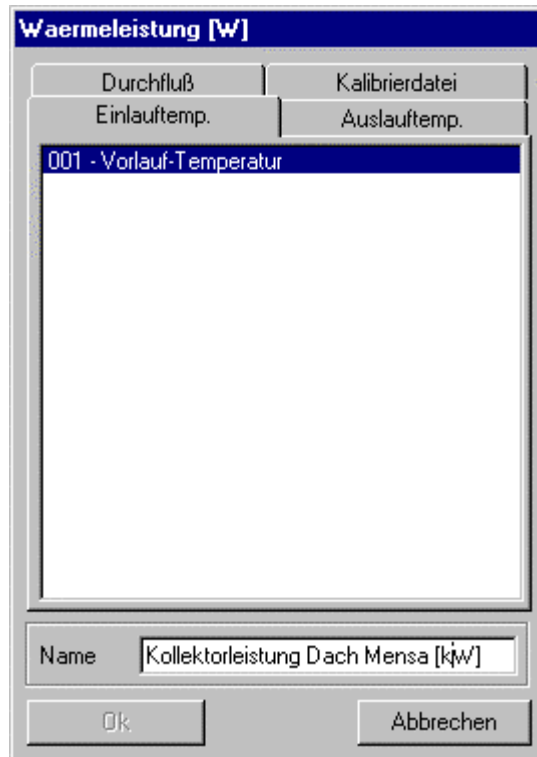 Waermeleistung [W]
Durchfluß Kalibrierdatei
Einlauftemp. Auslauftemp.
001 - Vorlauf-Temperatur
Name Kollektorleistung Dach Mensa [kW]
Ok Abbrechen